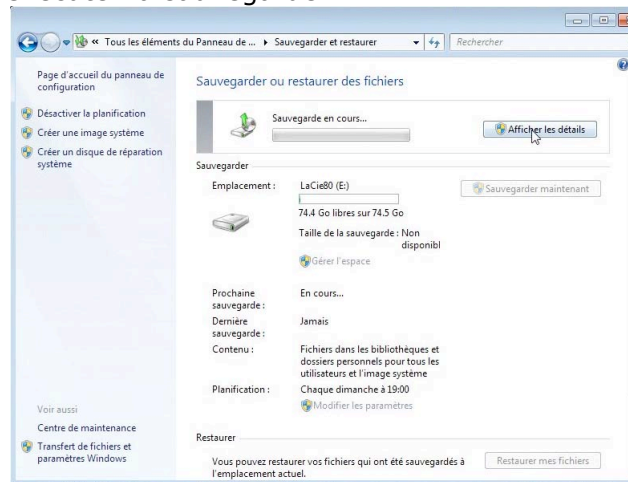 Tous les éléments du Panneau de ... Sauvegarder et restaurer
Rechercher
Page d'accueil du panneau de
configuration
Désactiver la planification
Créer une image système
Créer un disque de réparation
système
Voir aussi
Centre de maintenance
Transfert de fichiers et
paramètres Windows
Sauvegarder ou restaurer des fichiers
Sauvegarde en cours...
Afficher les détails
Sauvegarder
Emplacement : LaCie80 (E:)
Sauvegarder maintenant
74.4 Go libres sur 74.5 Go
Taille de la sauvegarde : Non
disponibl
Gérer l'espace
Prochaine En cours...
sauvegarde :
Dernière Jamais
sauvegarde :
Contenu : Fichiers dans les bibliothèques et
dossiers personnels pour tous les
utilisateurs et l'image système
Planification : Chaque dimanche à 19:00
Modifier les paramètres
Restaurer
Vous pouvez restaurer vos fichiers qui ont été sauvegardés à
l'emplacement actuel.
Restaurer mes fichiers